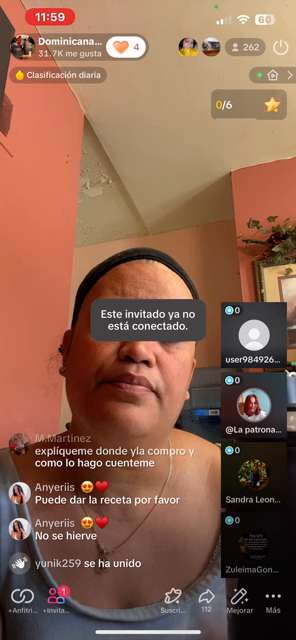 11:59
60
Dominicana...
31.7K me gusta
4
262
Clasificación diaria
0/6
Este invitado ya no
está conectado.
0
user984926...
0
@La patrona...
0
Sandra Leon...
0
ZuleimaGon...
M.Martinez
explíqueme donde yla compro y
como lo hago cuenteme
Anyeriis 😍❤️
Puede dar la receta por favor
Anyeriis 😍❤️
No se hierve
yunik259 se ha unido
1
+Anfitri...
+Invita...
Suscri...
112
Mejorar
Más